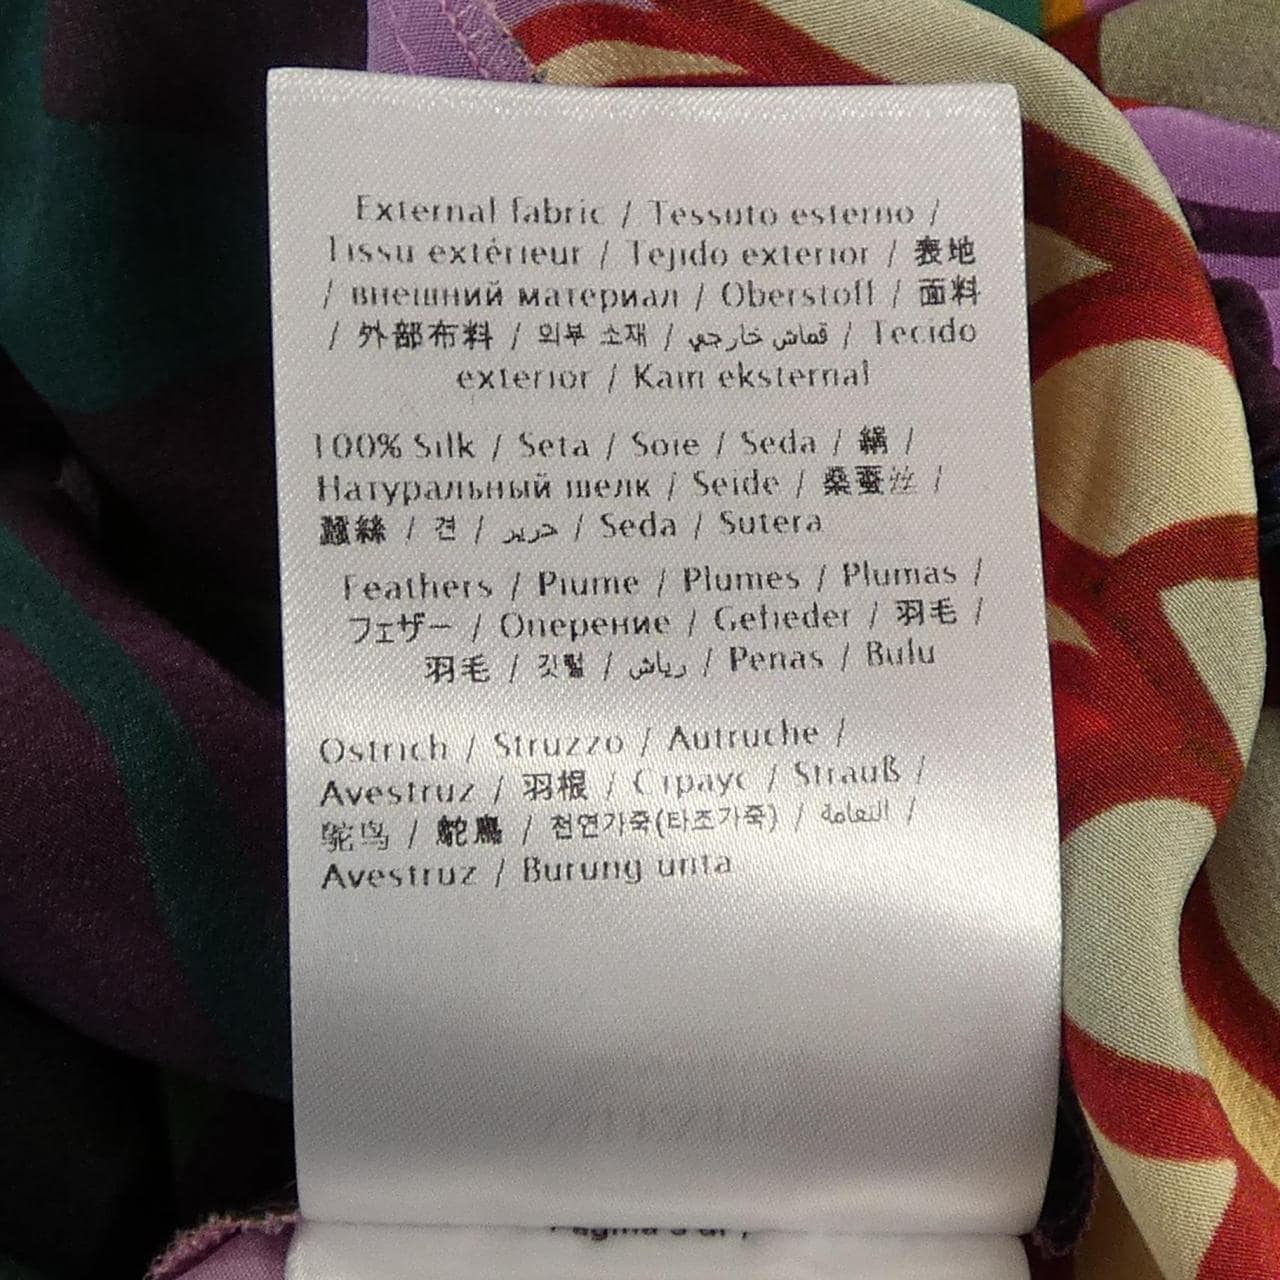 External fabric / Tessuto esterno /
Tissu extérieur / Tejido exterior / 表地
/ внешний материал / Oberstoff / 面料
/ 外部布料 / 외부 소재 / قماش خارجي / Tecido
exterior / Kain eksternal
100% Silk / Seta / Soie / Seda / 絹 /
Натуральный шелк / Seide / 桑蚕丝 /
蠶絲 / 견 / حرير / Seda / Sutera
Feathers / Piume / Plumes / Plumas /
フェザー / Оперение / Gefieder / 羽毛 /
羽毛 / 깃털 / رياش / Penas / Bulu
Ostrich / Struzzo / Autruche /
Avestruz / 羽根 / Страус / Strauß /
鸵鸟 / 鴕鳥 / 천연가죽(타조가죽) / النعامة /
Avestruz / Burung unta